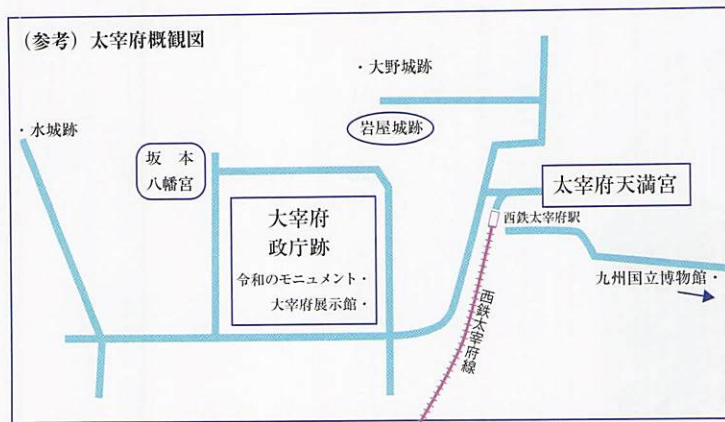 (参考) 太宰府概観図
・大野城跡
・水城跡
岩屋城跡
坂本
八幡宮
太宰府天満宮
大宰府
政庁跡
西鉄太宰府駅
令和のモニュメント・
大宰府展示館・
九州国立博物館・
西鉄太宰府線